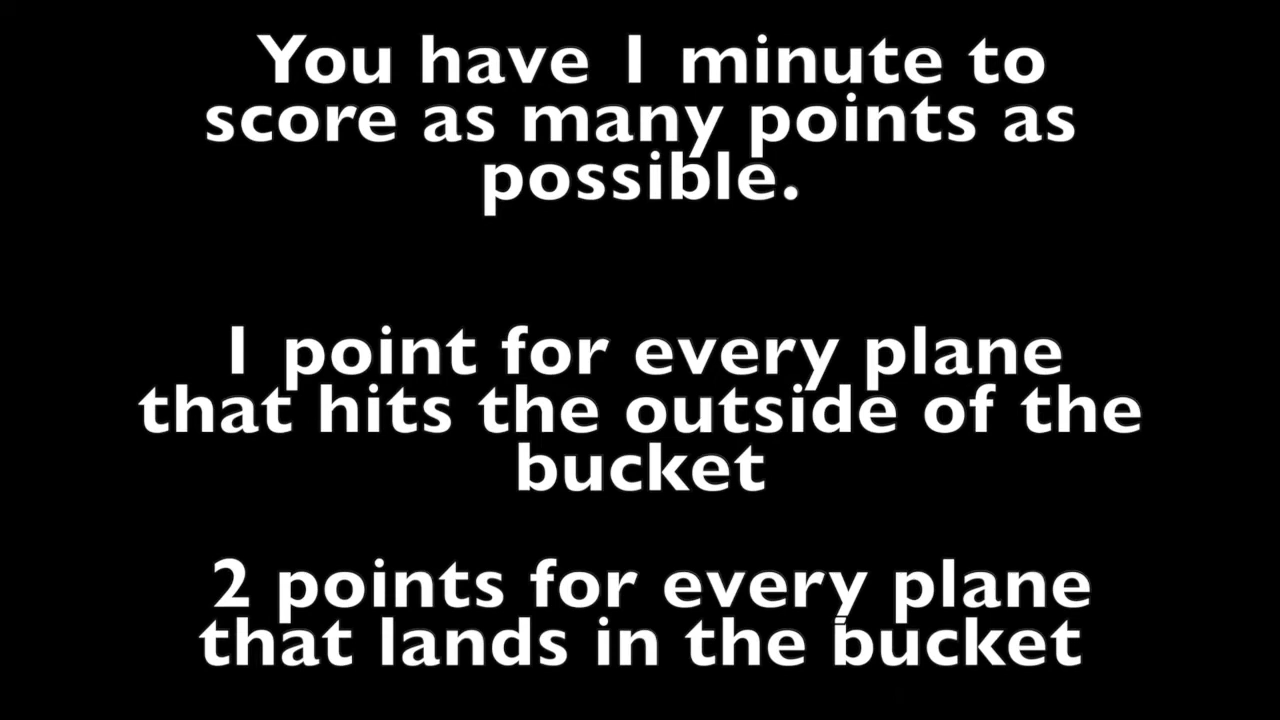 You have 1 minute to
score as many points as
possible.
1 point for every plane
that hits the outside of the
bucket
2 points for every plane
that lands in the bucket